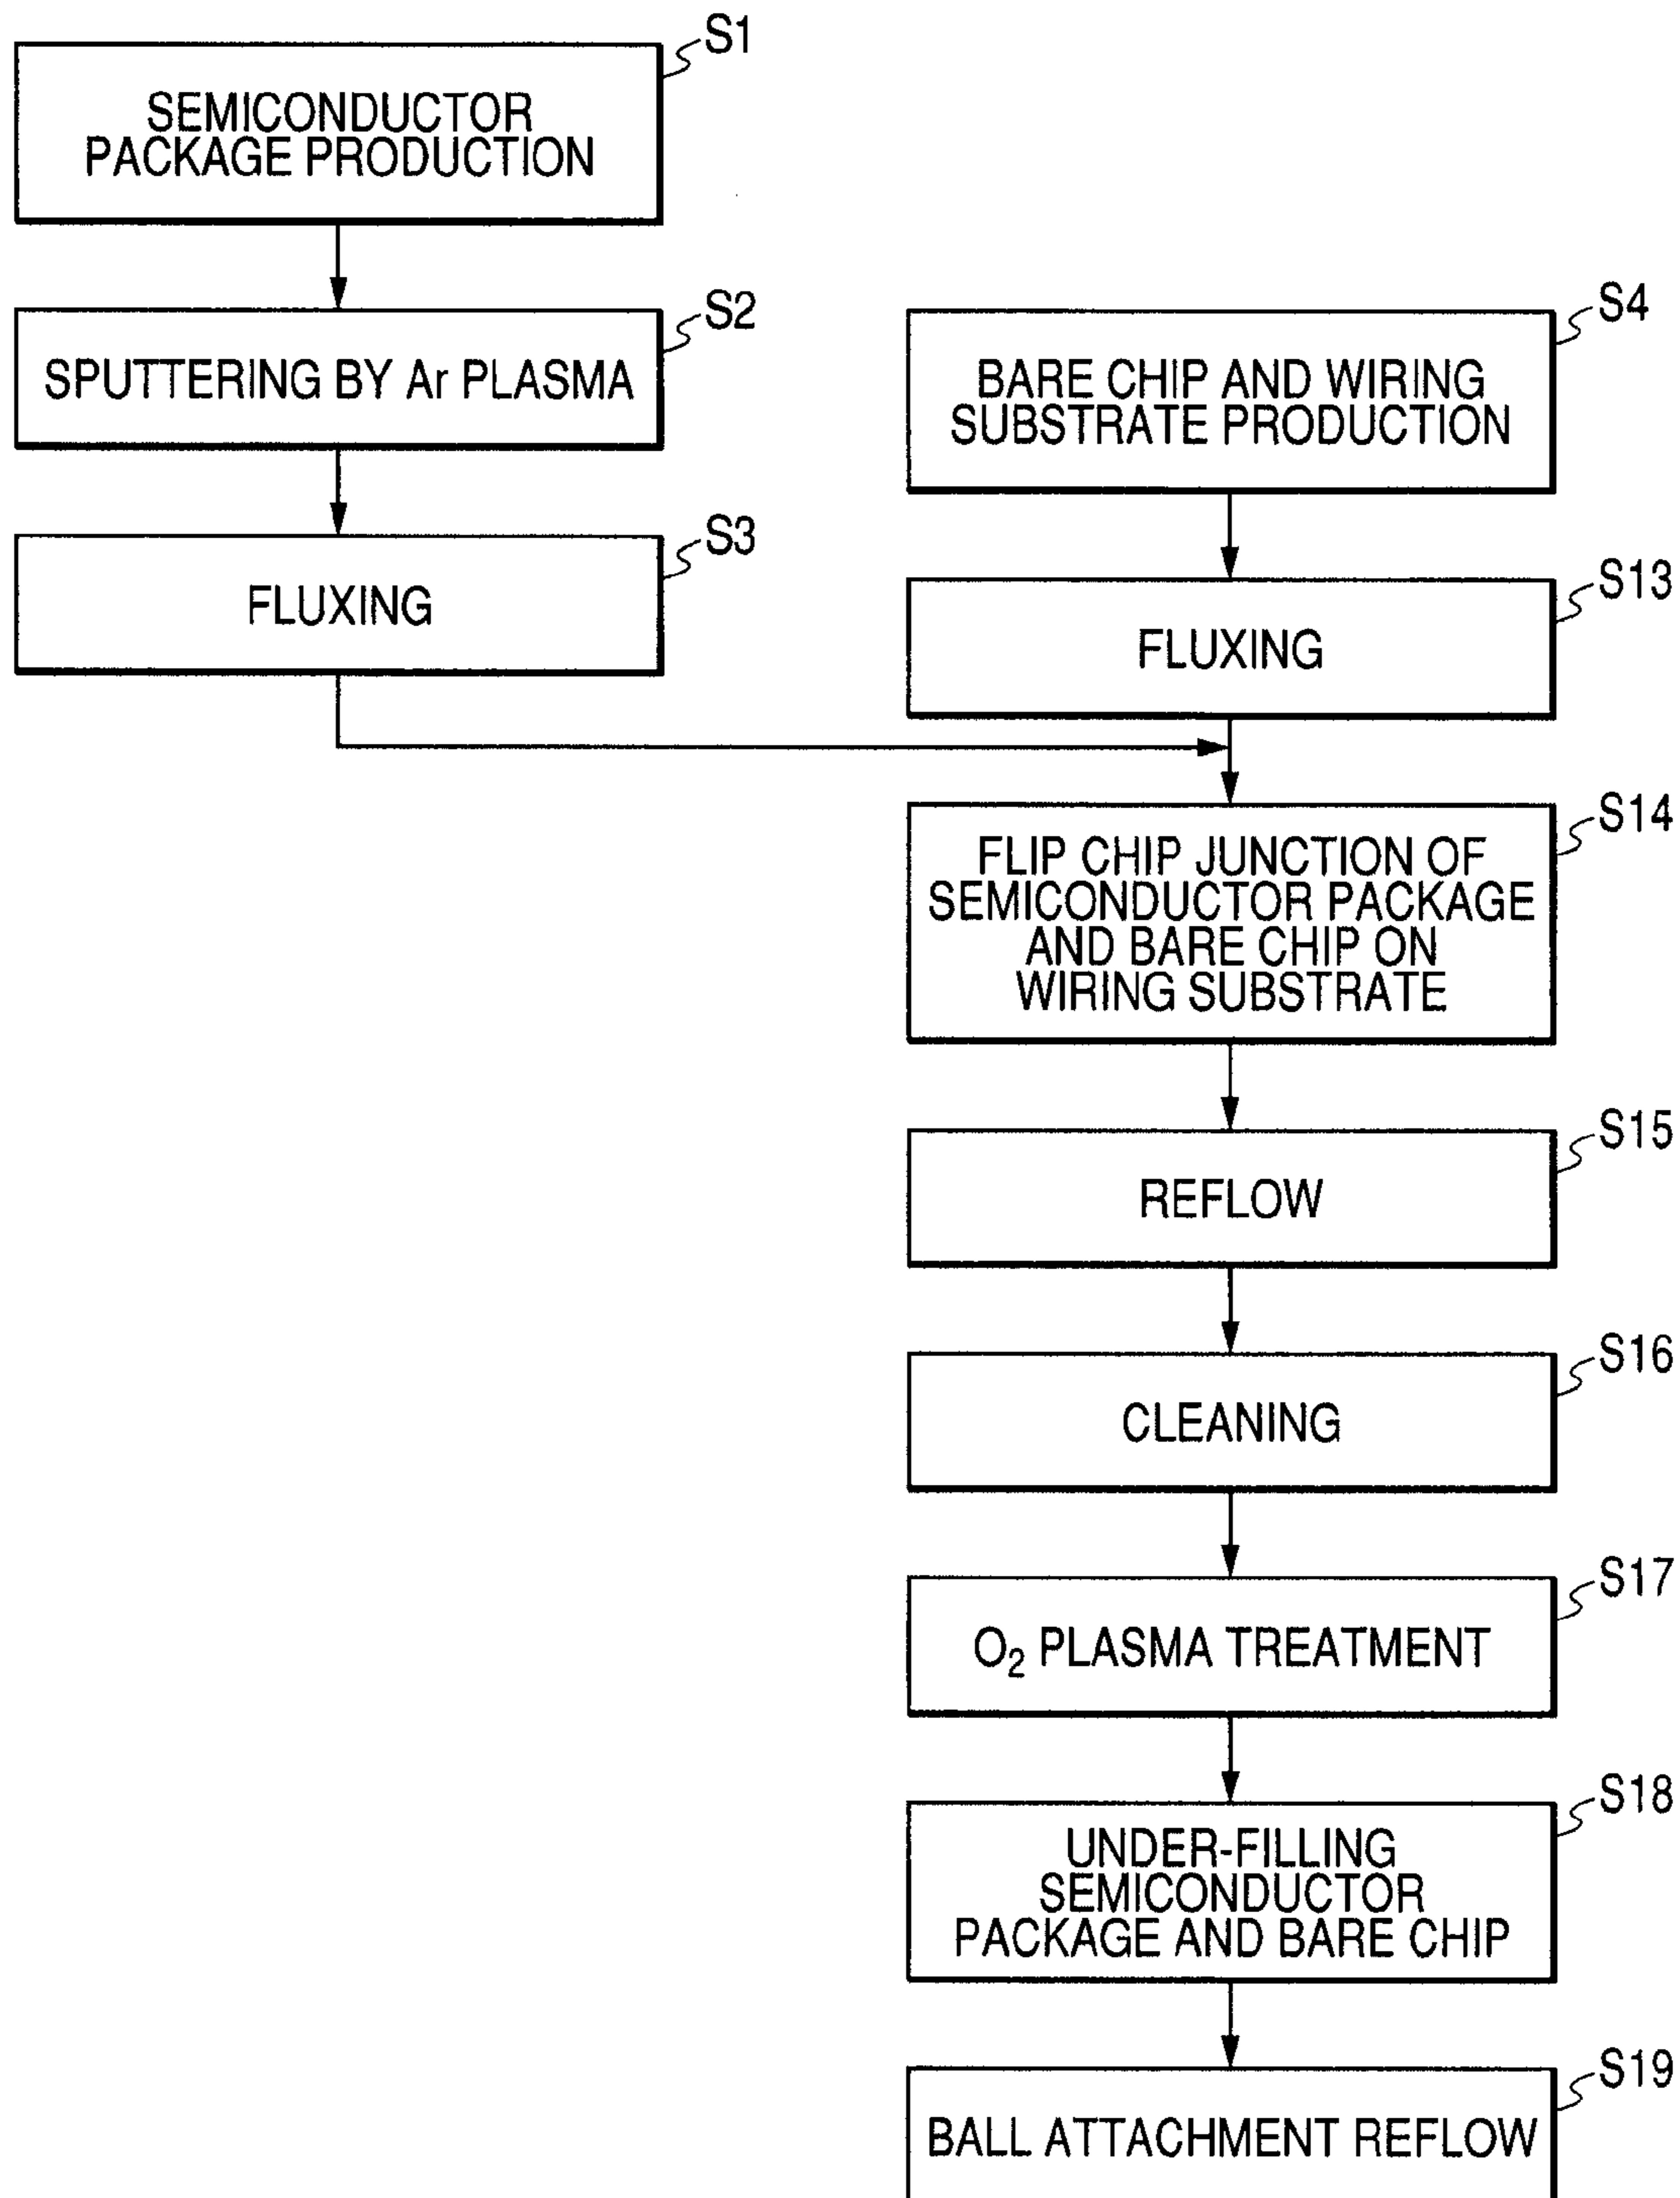 S1
SEMICONDUCTOR
PACKAGE PRODUCTION
S2
SPUTTERING BY Ar PLASMA
S3
FLUXING
S4
BARE CHIP AND WIRING
SUBSTRATE PRODUCTION
S13
FLUXING
S14
FLIP CHIP JUNCTION OF
SEMICONDUCTOR PACKAGE
AND BARE CHIP ON
WIRING SUBSTRATE
S15
REFLOW
S16
CLEANING
S17
O₂ PLASMA TREATMENT
S18
UNDER-FILLING
SEMICONDUCTOR
PACKAGE AND BARE CHIP
S19
BALL ATTACHMENT REFLOW